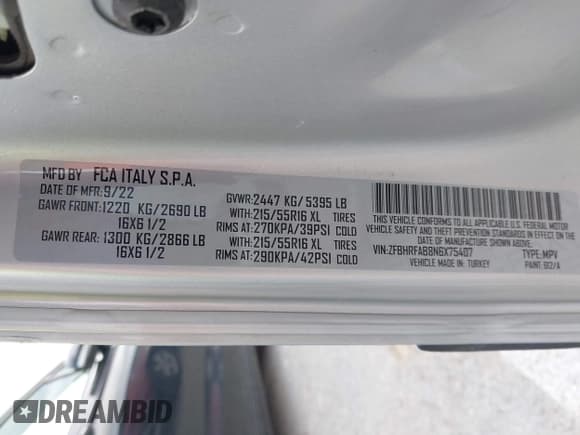 MFD BY FCA ITALY S.P.A.
DATE OF MFR:9/22
GAWR FRONT:1220 KG/2690 LB
16X6 1/2
GAWR REAR:1300 KG/2866 LB
16X6 1/2
GVWR:2447 KG/5395 LB
WITH:215/55R16 XL TIRES
RIMS AT:270KPA/39PSI COLD
WITH:215/55R16 XL TIRES
RIMS AT:290KPA/42PSI COLD
THIS VEHICLE CONFORMS TO ALL APPLICABLE U.S. FEDERAL MOTOR
VEHICLE SAFETY AND THEFT PREVENTION STANDARDS IN EFFECT ON THE
DATE OF MANUFACTURE SHOWN ABOVE.
VIN:ZFBHRFAB8N6X75407 TYPE: MPV
VEHICLE MADE IN: TURKEY PAINT: 612/A
DREAMBID